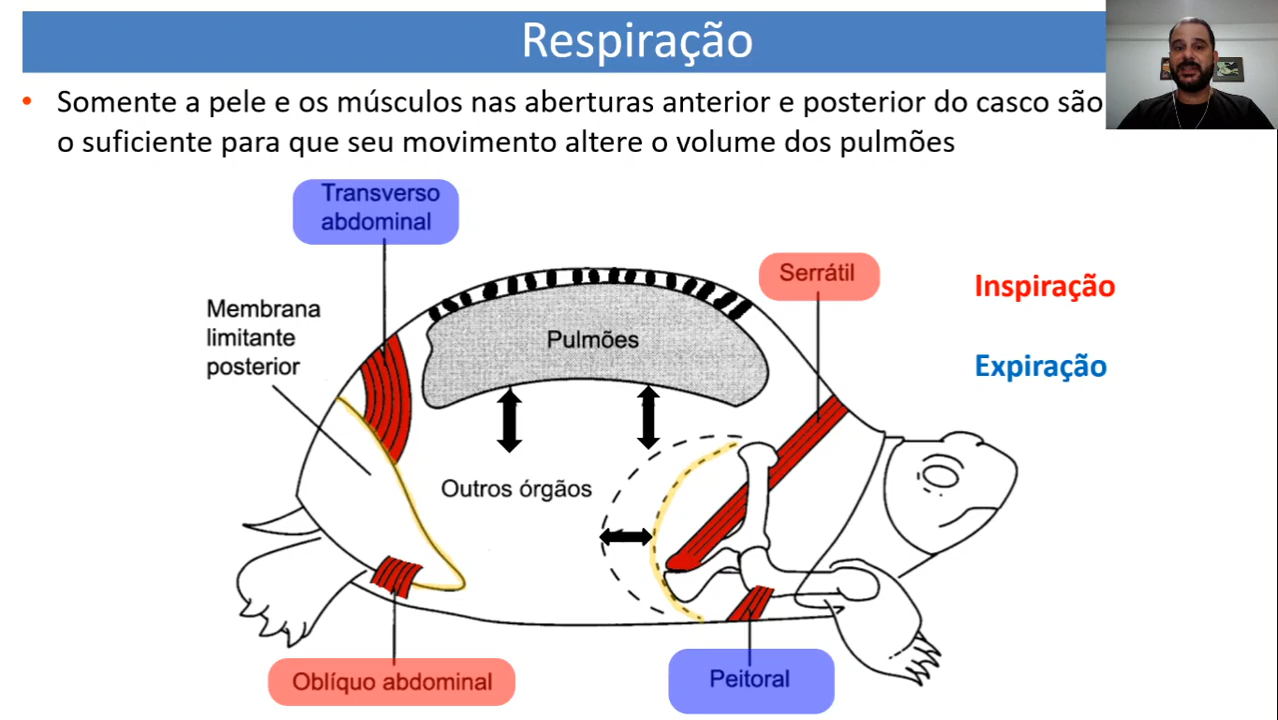 Respiração
• Somente a pele e os músculos nas aberturas anterior e posterior do casco são
o suficiente para que seu movimento altere o volume dos pulmões
Transverso
abdominal
Serrátil
Inspiração
Membrana
limitante
posterior
Pulmões
Expiração
Outros órgãos
Oblíquo abdominal
Peitoral